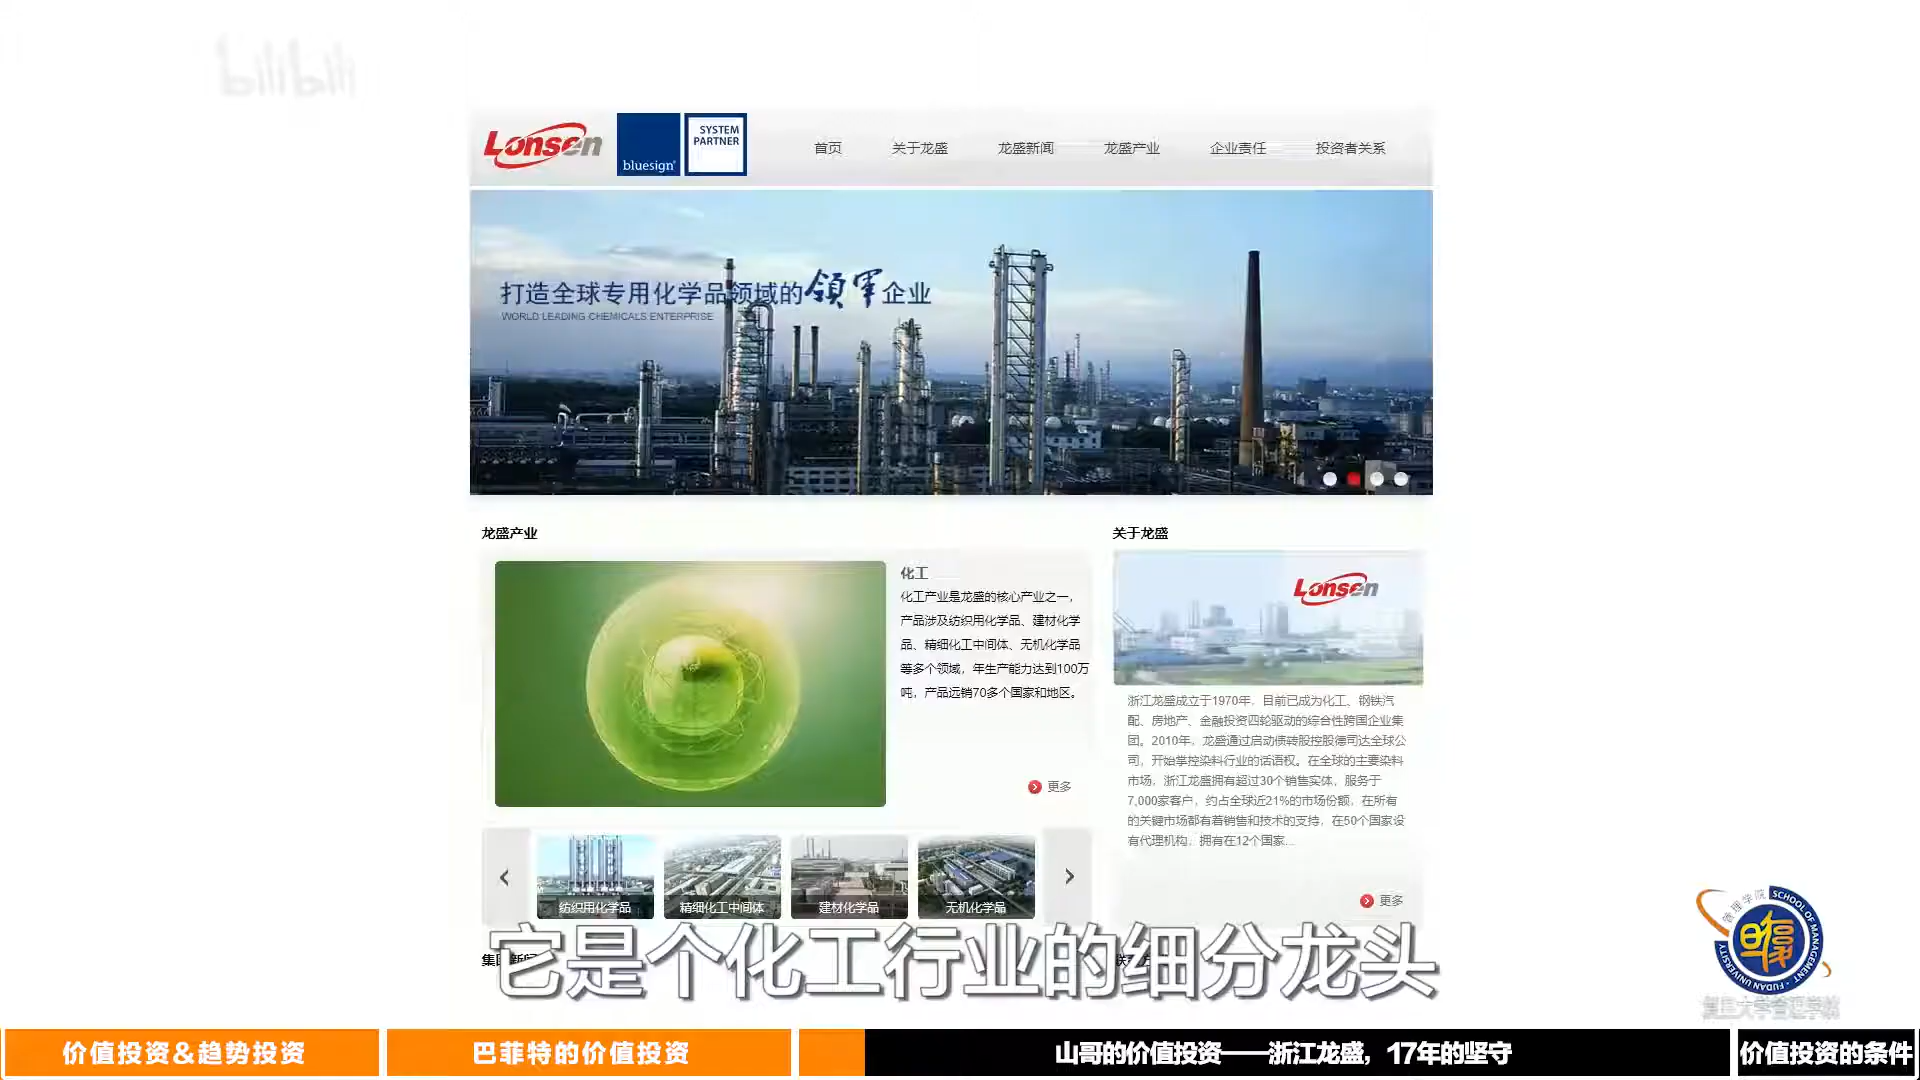 bilibili
Lonsen
bluesign®
SYSTEM
PARTNER
首页
关于龙盛
龙盛新闻
龙盛产业
企业责任
投资者关系
打造全球专用化学品领域的领军企业
WORLD LEADING CHEMICALS ENTERPRISE
龙盛产业
化工
化工产业是龙盛的核心产业之一，
产品涉及纺织用化学品、建材化学
品、精细化工中间体、无机化学品
等多个领域，年生产能力达到100万
吨，产品远销70多个国家和地区。
更多
纺织用化学品
精细化工中间体
建材化学品
无机化学品
关于龙盛
Lonsen
浙江龙盛成立于1970年，目前已成为化工、钢铁汽
配、房地产、金融投资四轮驱动的综合性跨国企业集
团。2010年，龙盛通过启动债转股控股德司达全球公
司，开始掌控染料行业的话语权。在全球的主要染料
市场，浙江龙盛拥有超过30个销售实体，服务于
7,000家客户，约占全球近21%的市场份额，在所有
的关键市场都有着销售和技术的支持，在50个国家设
有代理机构，拥有在12个国家...
更多
集团新闻
它是个化工行业的细分龙头
管理学院 SCHOOL OF MANAGEMENT
FUDAN UNIVERSITY
复旦大学管理学院
价值投资&趋势投资
巴菲特的价值投资
山哥的价值投资——浙江龙盛，17年的坚守
价值投资的条件